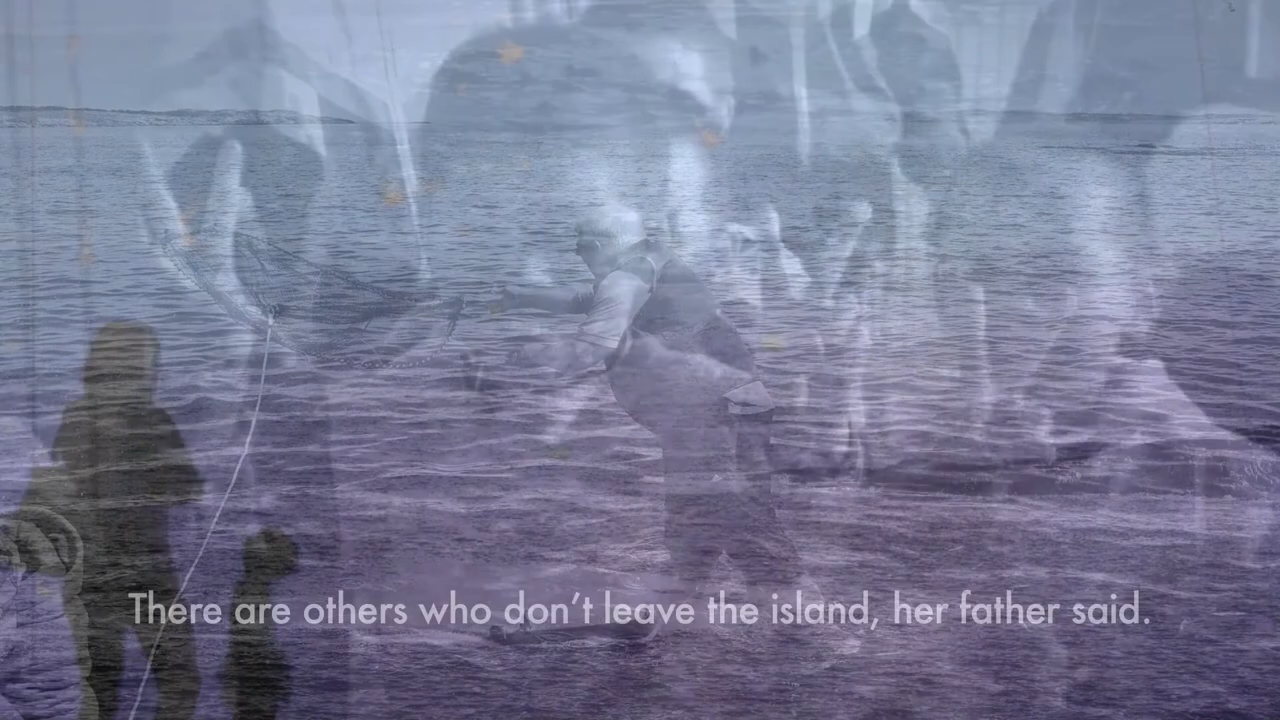 There are others who don’t leave the island, her father said.